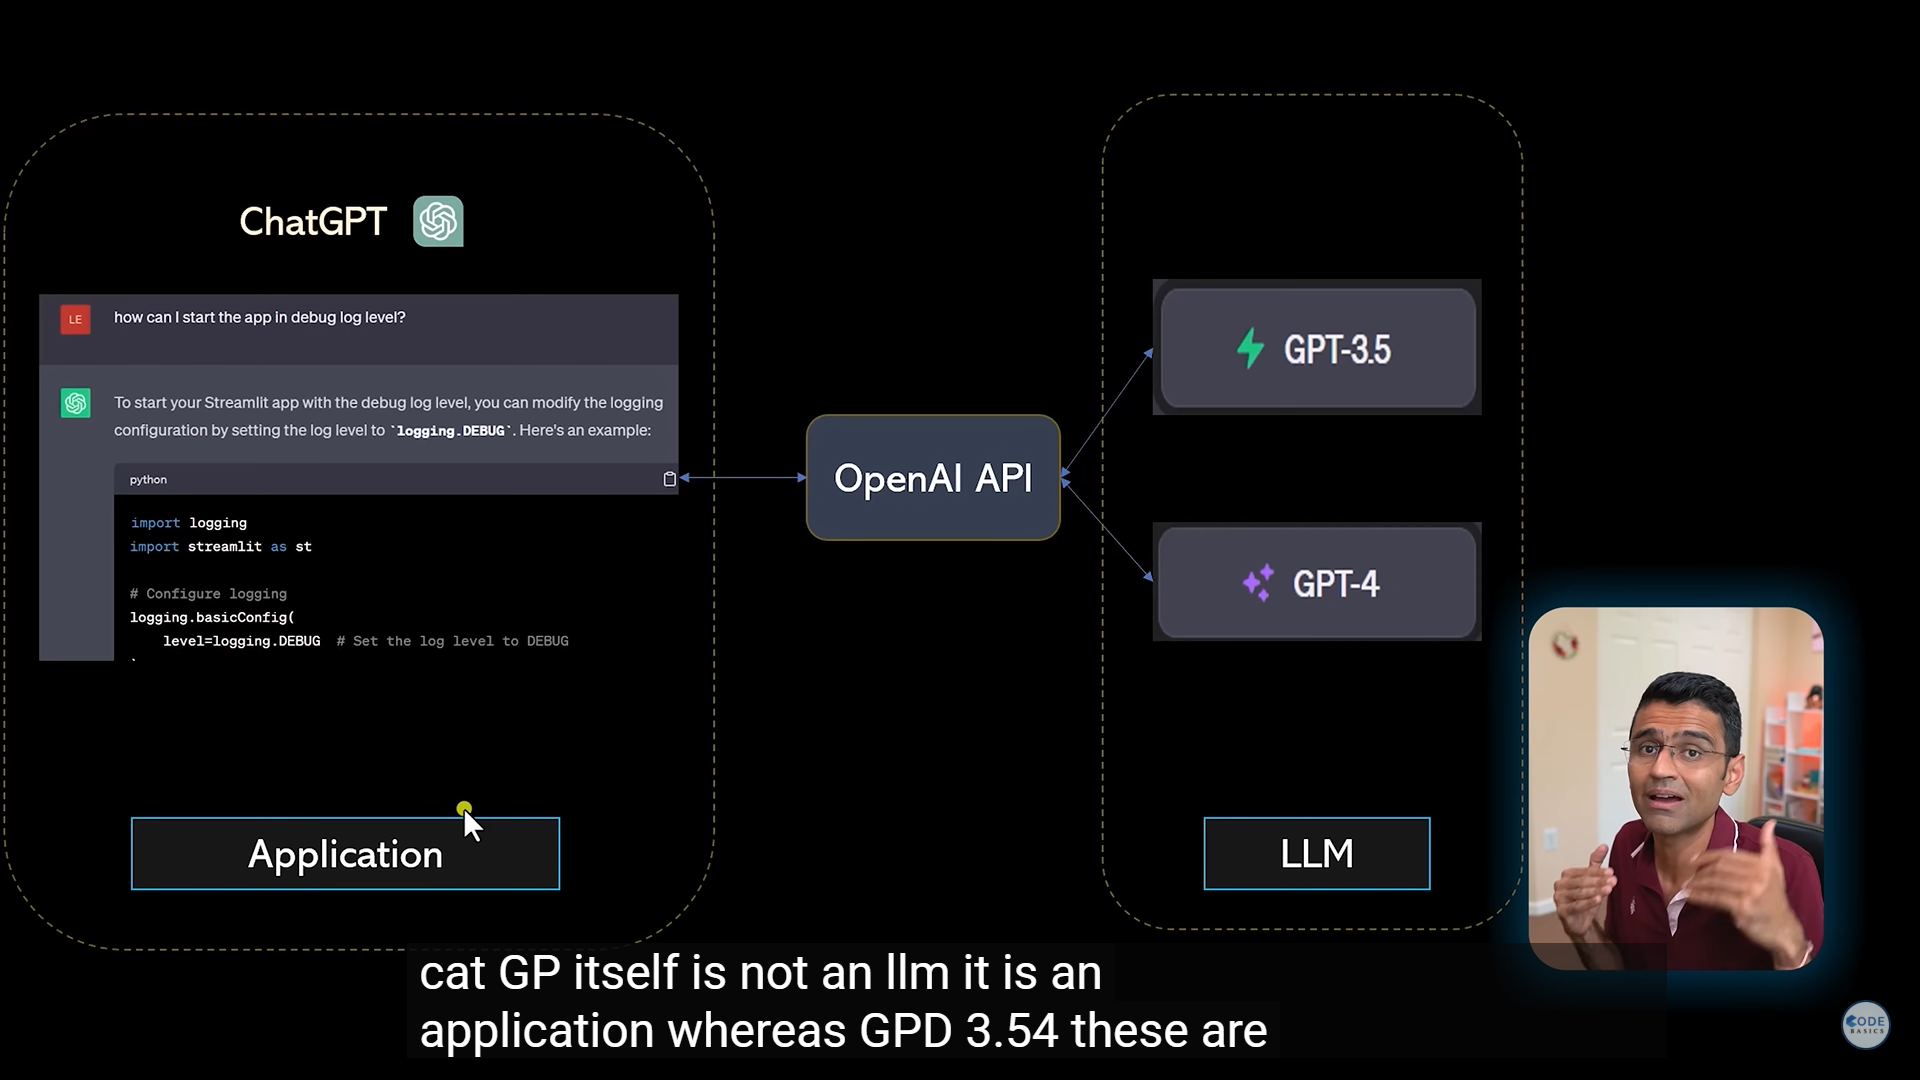 ChatGPT
LE
how can I start the app in debug log level?
To start your Streamlit app with the debug log level, you can modify the logging
configuration by setting the log level to `logging.DEBUG`. Here's an example:
python
import logging
import streamlit as st
# Configure logging
logging.basicConfig(
level=logging.DEBUG # Set the log level to DEBUG
Application
OpenAI API
GPT-3.5
GPT-4
LLM
cat GP itself is not an llm it is an
application whereas GPD 3.54 these are
CODE
BASICS